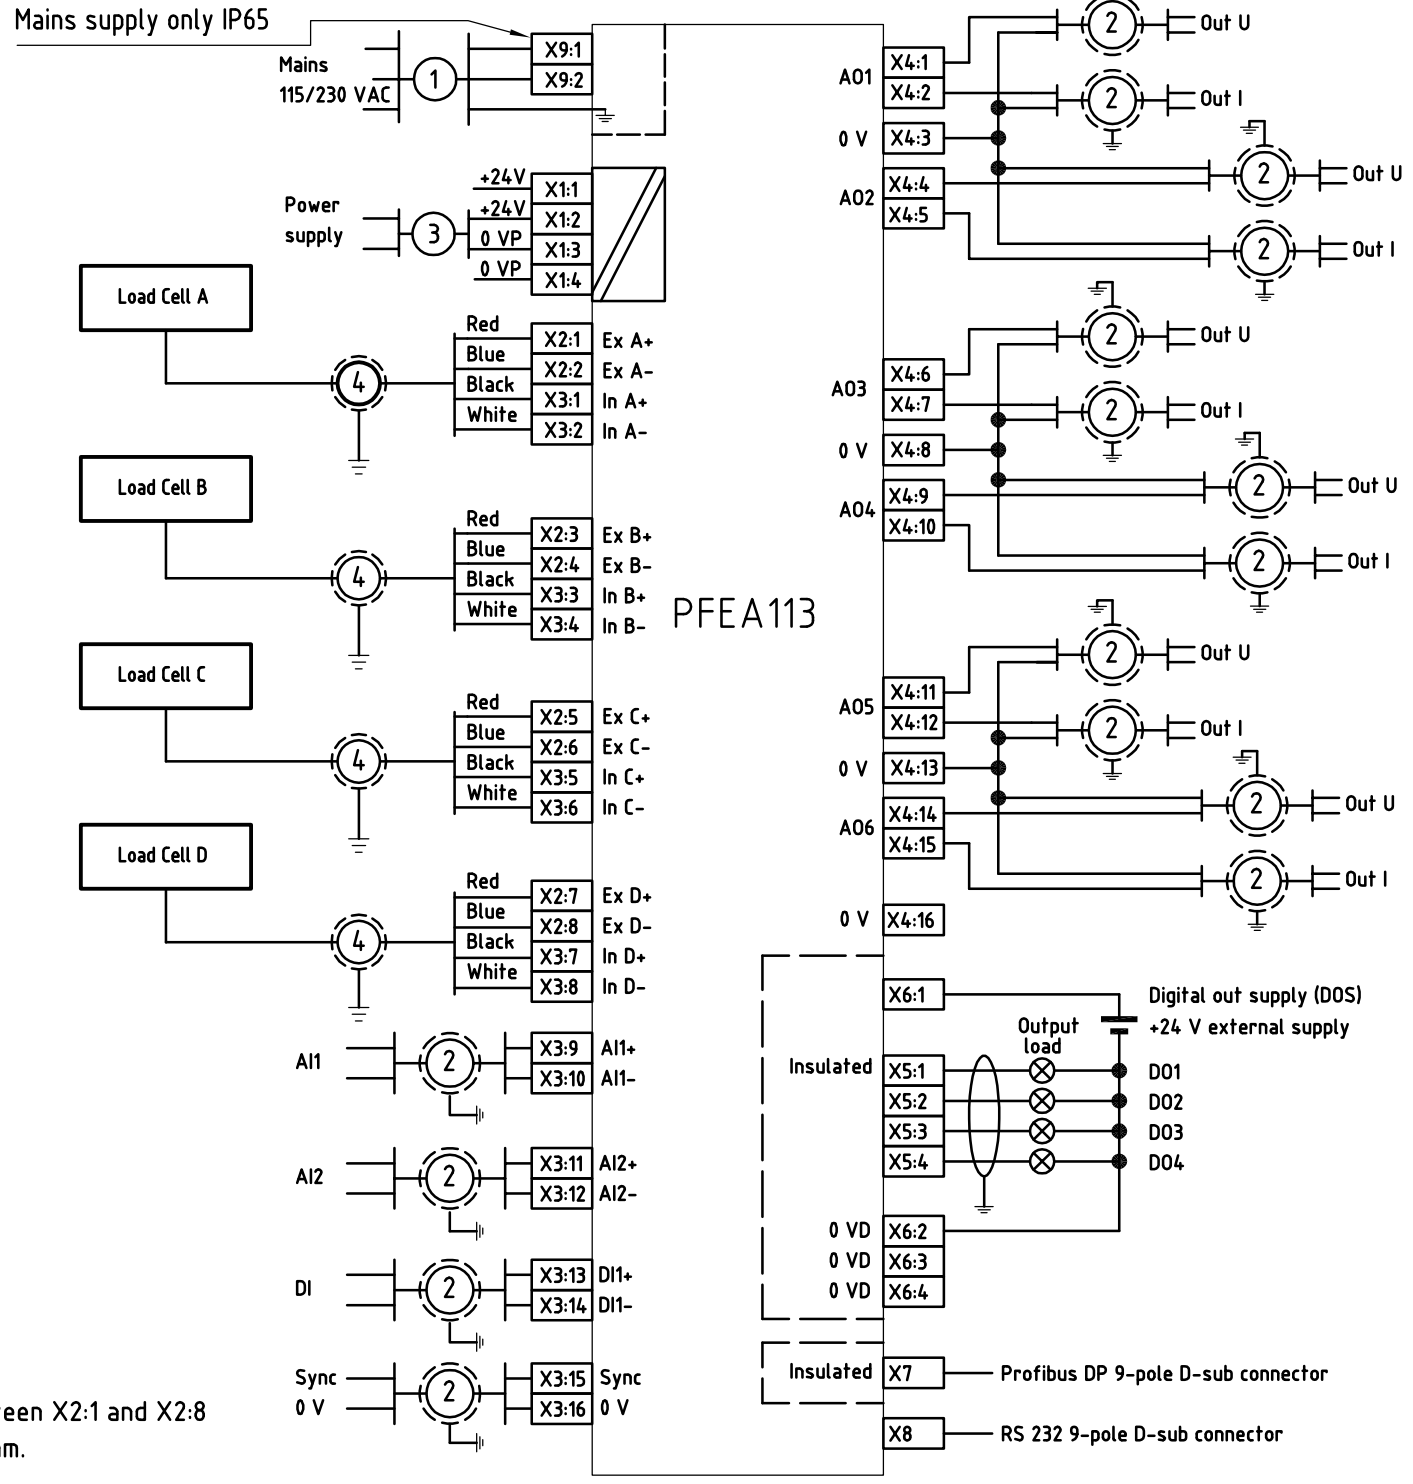 Mains supply only IP65
Mains
115/230 VAC
1
X9:1
X9:2
Power
supply
3
+24V
+24V
0 VP
0 VP
X1:1
X1:2
X1:3
X1:4
Load Cell A
4
Red
Blue
Black
White
X2:1 Ex A+
X2:2 Ex A-
X3:1 In A+
X3:2 In A-
Load Cell B
4
Red
Blue
Black
White
X2:3 Ex B+
X2:4 Ex B-
X3:3 In B+
X3:4 In B-
Load Cell C
4
Red
Blue
Black
White
X2:5 Ex C+
X2:6 Ex C-
X3:5 In C+
X3:6 In C-
Load Cell D
4
Red
Blue
Black
White
X2:7 Ex D+
X2:8 Ex D-
X3:7 In D+
X3:8 In D-
AI1 2
X3:9 AI1+
X3:10 AI1-
AI2 2
X3:11 AI2+
X3:12 AI2-
DI 2
X3:13 DI1+
X3:14 DI1-
Sync
0 V
2
X3:15 Sync
X3:16 0 V
een X2:1 and X2:8
m.
PFEA113
AO1
X4:1
X4:2
0 V X4:3
AO2
X4:4
X4:5
2 Out U
2 Out I
2 Out U
2 Out I
AO3
X4:6
X4:7
0 V X4:8
AO4
X4:9
X4:10
2 Out U
2 Out I
2 Out U
2 Out I
AO5
X4:11
X4:12
0 V X4:13
AO6
X4:14
X4:15
2 Out U
2 Out I
2 Out U
2 Out I
0 V X4:16
X6:1
Digital out supply (DOS)
+24 V external supply
Output
load
Insulated
X5:1 DO1
X5:2 DO2
X5:3 DO3
X5:4 DO4
0 VD X6:2
0 VD X6:3
0 VD X6:4
Insulated X7 Profibus DP 9-pole D-sub connector
X8 RS 232 9-pole D-sub connector